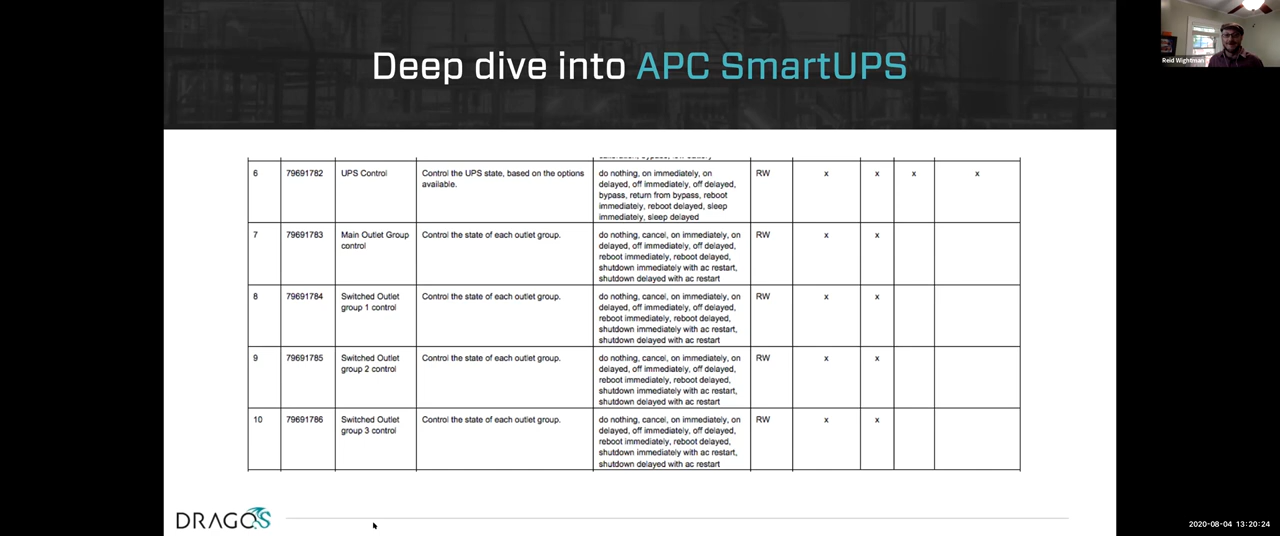 Deep dive into APC SmartUPS
Reid Wightman
6 79691782 UPS Control Control the UPS state, based on the options available. do nothing, on immediately, on delayed, off immediately, off delayed, bypass, return from bypass, reboot immediately, reboot delayed, sleep immediately, sleep delayed RW x x x x
7 79691783 Main Outlet Group control Control the state of each outlet group. do nothing, cancel, on immediately, on delayed, off immediately, off delayed, reboot immediately, reboot delayed, shutdown immediately with ac restart, shutdown delayed with ac restart RW x x
8 79691784 Switched Outlet group 1 control Control the state of each outlet group. do nothing, cancel, on immediately, on delayed, off immediately, off delayed, reboot immediately, reboot delayed, shutdown immediately with ac restart, shutdown delayed with ac restart RW x x
9 79691785 Switched Outlet group 2 control Control the state of each outlet group. do nothing, cancel, on immediately, on delayed, off immediately, off delayed, reboot immediately, reboot delayed, shutdown immediately with ac restart, shutdown delayed with ac restart RW x x
10 79691786 Switched Outlet group 3 control Control the state of each outlet group. do nothing, cancel, on immediately, on delayed, off immediately, off delayed, reboot immediately, reboot delayed, shutdown immediately with ac restart, shutdown delayed with ac restart RW x x
DRAGOS
2020-08-04 13:20:24